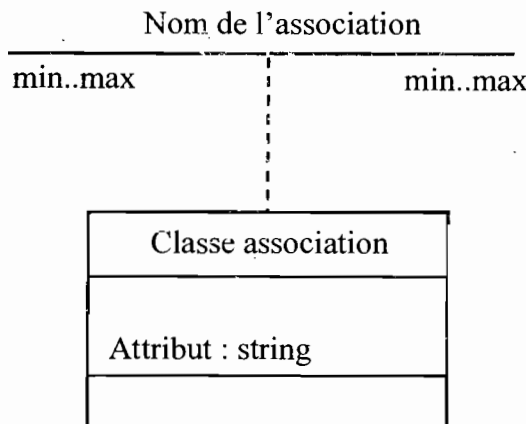 Nom de l'association
min..max min..max
Classe association
Attribut : string